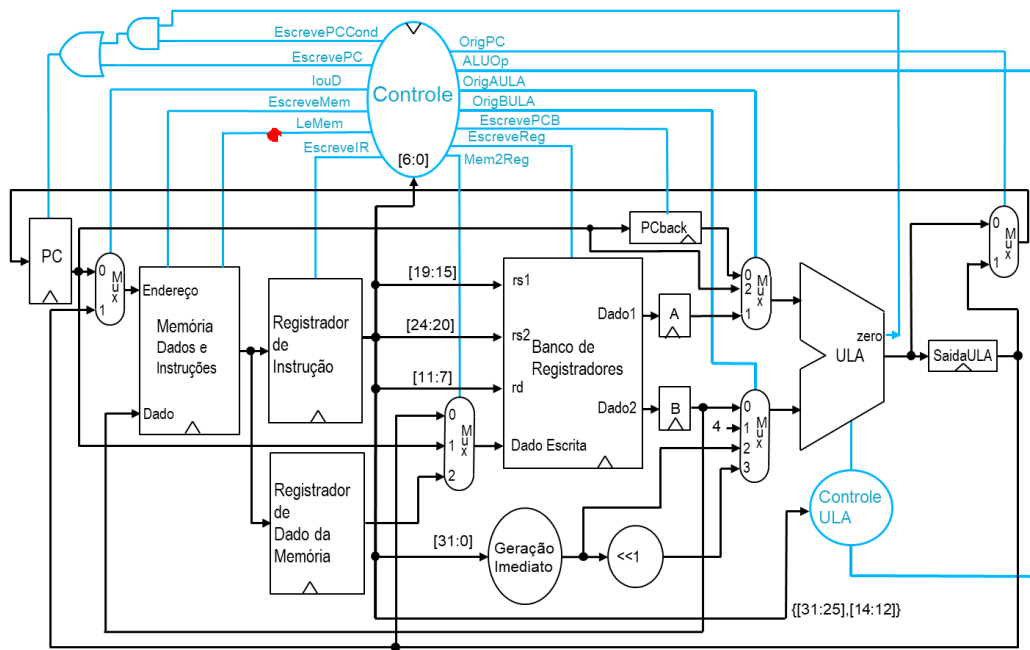 EscrevePCCond
EscrevePC
IouD
EscreveMem
LeMem
EscreveIR
Controle
[6:0]
OrigPC
ALUOp
OrigAULA
OrigBULA
EscrevePCB
EscreveReg
Mem2Reg
PC
0
1
Mux
Endereço
Memória
Dados e
Instruções
Dado
Registrador
de
Instrução
Registrador
de
Dado da
Memória
[19:15]
[24:20]
[11:7]
0
1
2
Mux
[31:0]
rs1
rs2
rd
Banco de
Registradores
Dado1
Dado2
Dado Escrita
Geração
Imediato
<<1
PCback
A
B
0
2
1
Mux
0
4
1
2
3
Mux
ULA
zero
SaidaULA
0
1
Mux
Controle
ULA
{[31:25],[14:12]}